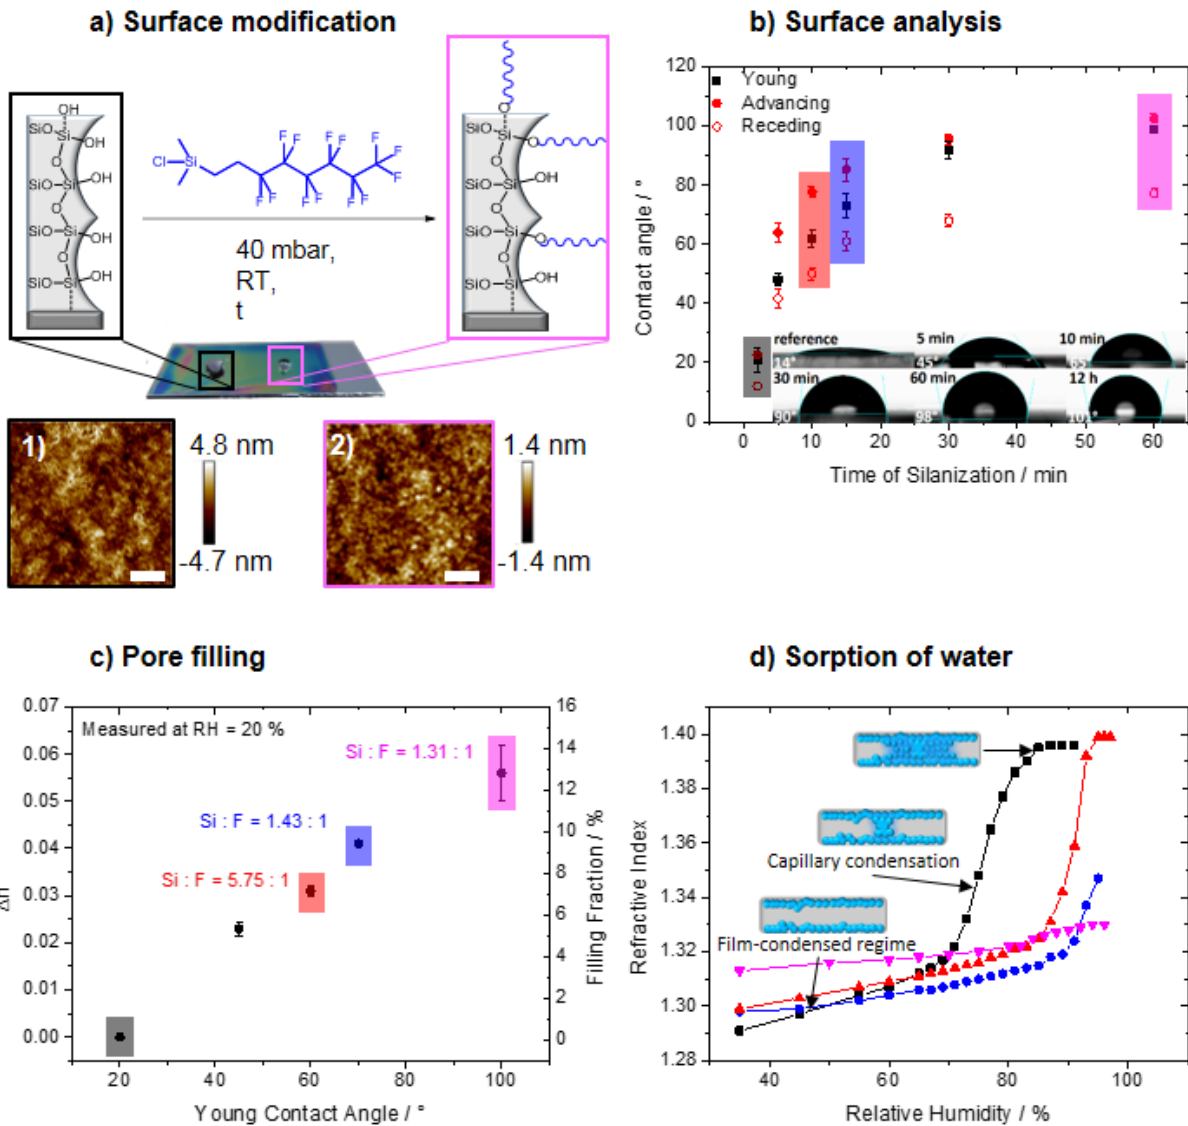 a) Surface modification
OH
SiO O
Si OH
O
SiO Si OH
O
SiO Si OH
O
SiO Si OH
Cl Si
F F F F F
F
F F F F F
F
40 mbar,
RT,
t
O
SiO O
Si O
O
SiO Si OH
O
SiO Si O
O
SiO Si OH
1)
4.8 nm
-4.7 nm
2)
1.4 nm
-1.4 nm
b) Surface analysis
Contact angle / °
120
100
80
60
40
20
0
Young
Advancing
Receding
reference
14°
5 min
45°
10 min
65°
30 min
90°
60 min
98°
12 h
101°
0 10 20 30 40 50 60
Time of Silanization / min
c) Pore filling
Δn
0.07
0.06
0.05
0.04
0.03
0.02
0.01
0.00
Measured at RH = 20 %
Si : F = 1.31 : 1
Si : F = 1.43 : 1
Si : F = 5.75 : 1
16
14
12
10
8
6
4
2
0
Filling Fraction / %
20 40 60 80 100
Young Contact Angle / °
d) Sorption of water
Refractive Index
1.40
1.38
1.36
1.34
1.32
1.30
1.28
Capillary condensation
Film-condensed regime
40 60 80 100
Relative Humidity / %